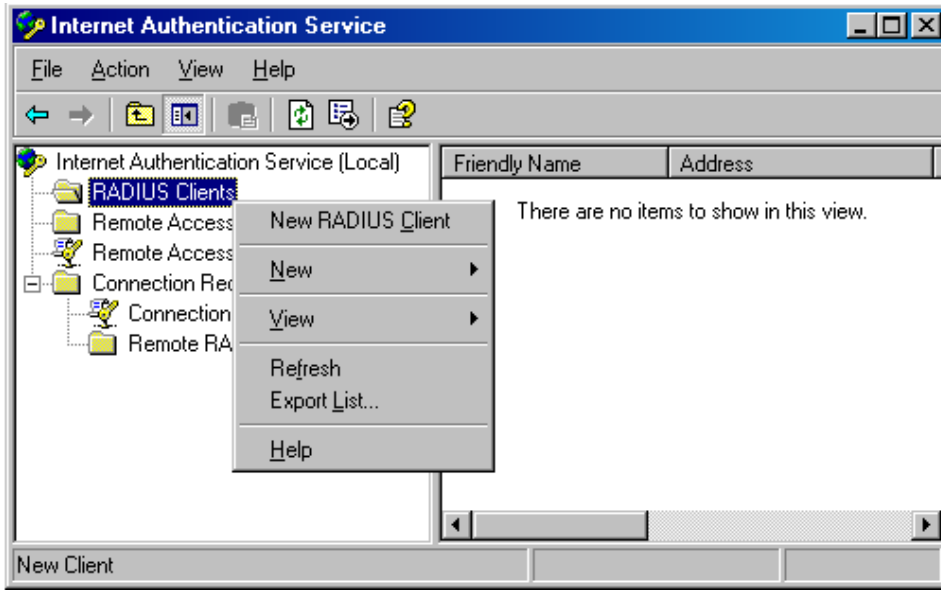 Internet Authentication Service
File Action View Help
Internet Authentication Service (Local)
RADIUS Clients
Remote Access
Remote Access
Connection Rec
Connection
Remote RA
New RADIUS Client
New
View
Refresh
Export List...
Help
Friendly Name Address
There are no items to show in this view.
New Client